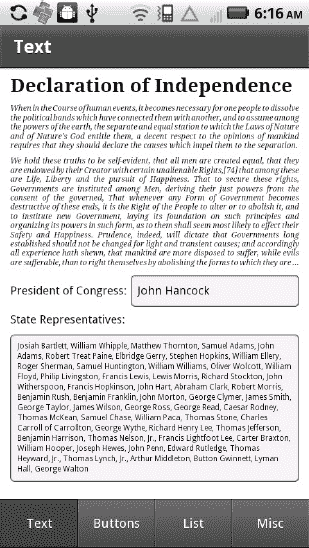 6:16 AM
Text
Declaration of Independence
When in the Course of human events, it becomes necessary for one people to dissolve
the political bands which have connected them with another, and to assume among
the powers of the earth, the separate and equal station to which the Laws of Nature
and of Nature's God entitle them, a decent respect to the opinions of mankind
requires that they should declare the causes which impel them to the separation.
We hold these truths to be self-evident, that all men are created equal, that they
are endowed by their Creator with certain unalienable Rights,[74] that among these
are Life, Liberty and the pursuit of Happiness. That to secure these rights,
Governments are instituted among Men, deriving their just powers from the
consent of the governed, That whenever any Form of Government becomes
destructive of these ends, it is the Right of the People to alter or to abolish it, and
to institute new Government, laying its foundation on such principles and
organizing its powers in such form, as to them shall seem most likely to effect their
Safety and Happiness. Prudence, indeed, will dictate that Governments long
established should not be changed for light and transient causes; and accordingly
all experience hath shewn, that mankind are more disposed to suffer, while evils
are sufferable, than to right themselves by abolishing the forms to which they are ...
President of Congress: John Hancock
State Representatives:
Josiah Bartlett, William Whipple, Matthew Thornton, Samuel Adams, John
Adams, Robert Treat Paine, Elbridge Gerry, Stephen Hopkins, William Ellery,
Roger Sherman, Samuel Huntington, William Williams, Oliver Wolcott, William
Floyd, Philip Livingston, Francis Lewis, Lewis Morris, Richard Stockton, John
Witherspoon, Francis Hopkinson, John Hart, Abraham Clark, Robert Morris,
Benjamin Rush, Benjamin Franklin, John Morton, George Clymer, James Smith,
George Taylor, James Wilson, George Ross, George Read, Caesar Rodney,
Thomas McKean, Samuel Chase, William Paca, Thomas Stone, Charles
Carroll of Carrollton, George Wythe, Richard Henry Lee, Thomas Jefferson,
Benjamin Harrison, Thomas Nelson, Jr., Francis Lightfoot Lee, Carter Braxton,
William Hooper, Joseph Hewes, John Penn, Edward Rutledge, Thomas
Heyward, Jr., Thomas Lynch, Jr., Arthur Middleton, Button Gwinnett, Lyman
Hall, George Walton
Text Buttons List Misc